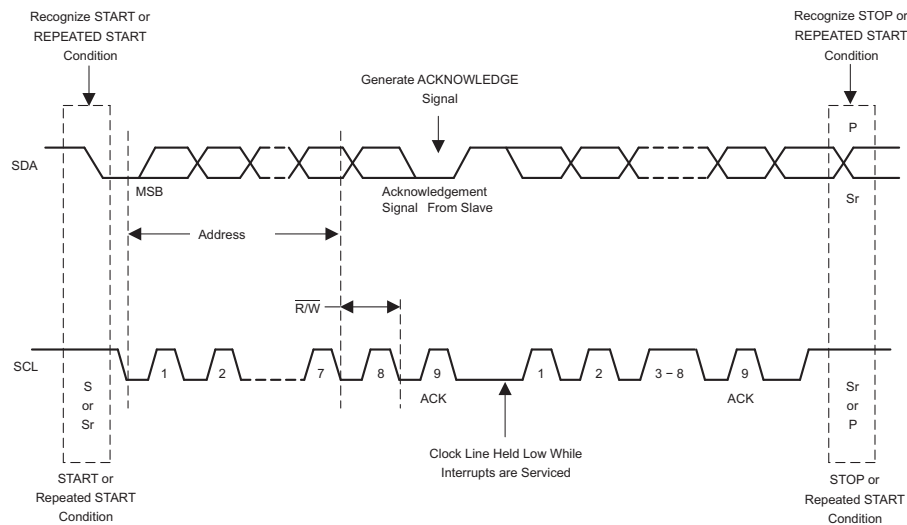 Recognize START or
REPEATED START
Condition
Recognize STOP or
REPEATED START
Condition
Generate ACKNOWLEDGE
Signal
P
SDA
MSB
Acknowledgement
Signal From Slave
Sr
Address
R/W
SCL
1
2
7
8
9
1
2
3 – 8
9
S
or
Sr
ACK
ACK
Sr
or
P
Clock Line Held Low While
Interrupts are Serviced
START or
Repeated START
Condition
STOP or
Repeated START
Condition